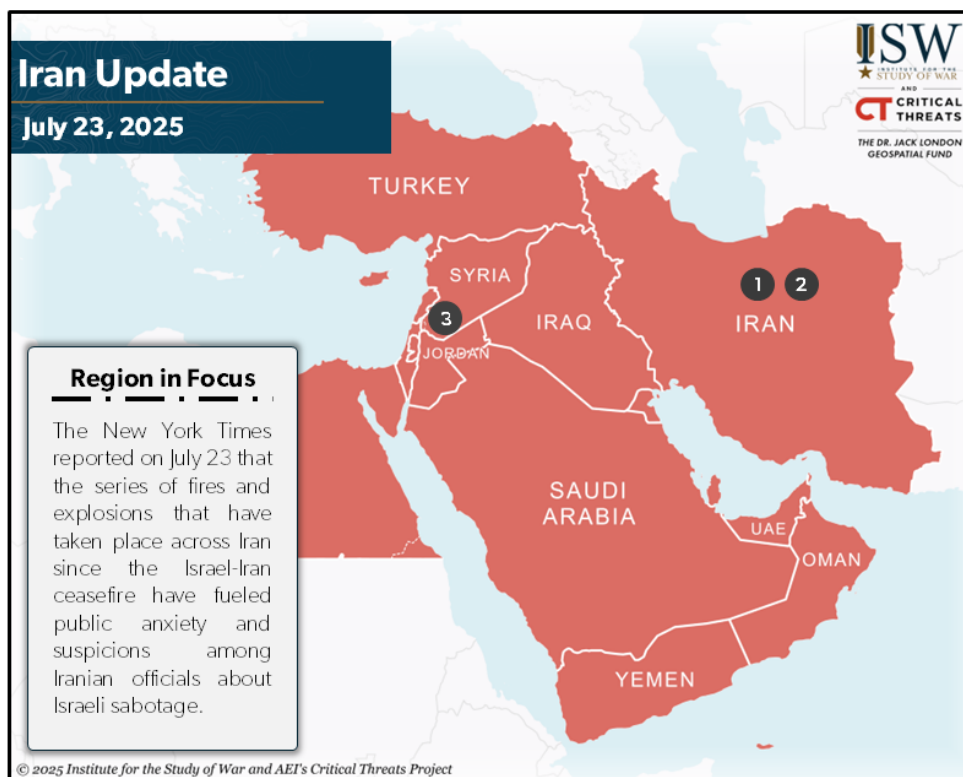 Iran Update
July 23, 2025
ISW
INSTITUTE FOR THE
STUDY OF WAR
AND
CT CRITICAL
THREATS
THE DR. JACK LONDON
GEOSPATIAL FUND
TURKEY
SYRIA
1
2
3
IRAQ
IRAN
JORDAN
SAUDI
ARABIA
UAE
OMAN
YEMEN
Region in Focus
The New York Times
reported on July 23 that
the series of fires and
explosions that have
taken place across Iran
since the Israel-Iran
ceasefire have fueled
public anxiety and
suspicions among
Iranian officials about
Israeli sabotage.
© 2025 Institute for the Study of War and AEI's Critical Threats Project